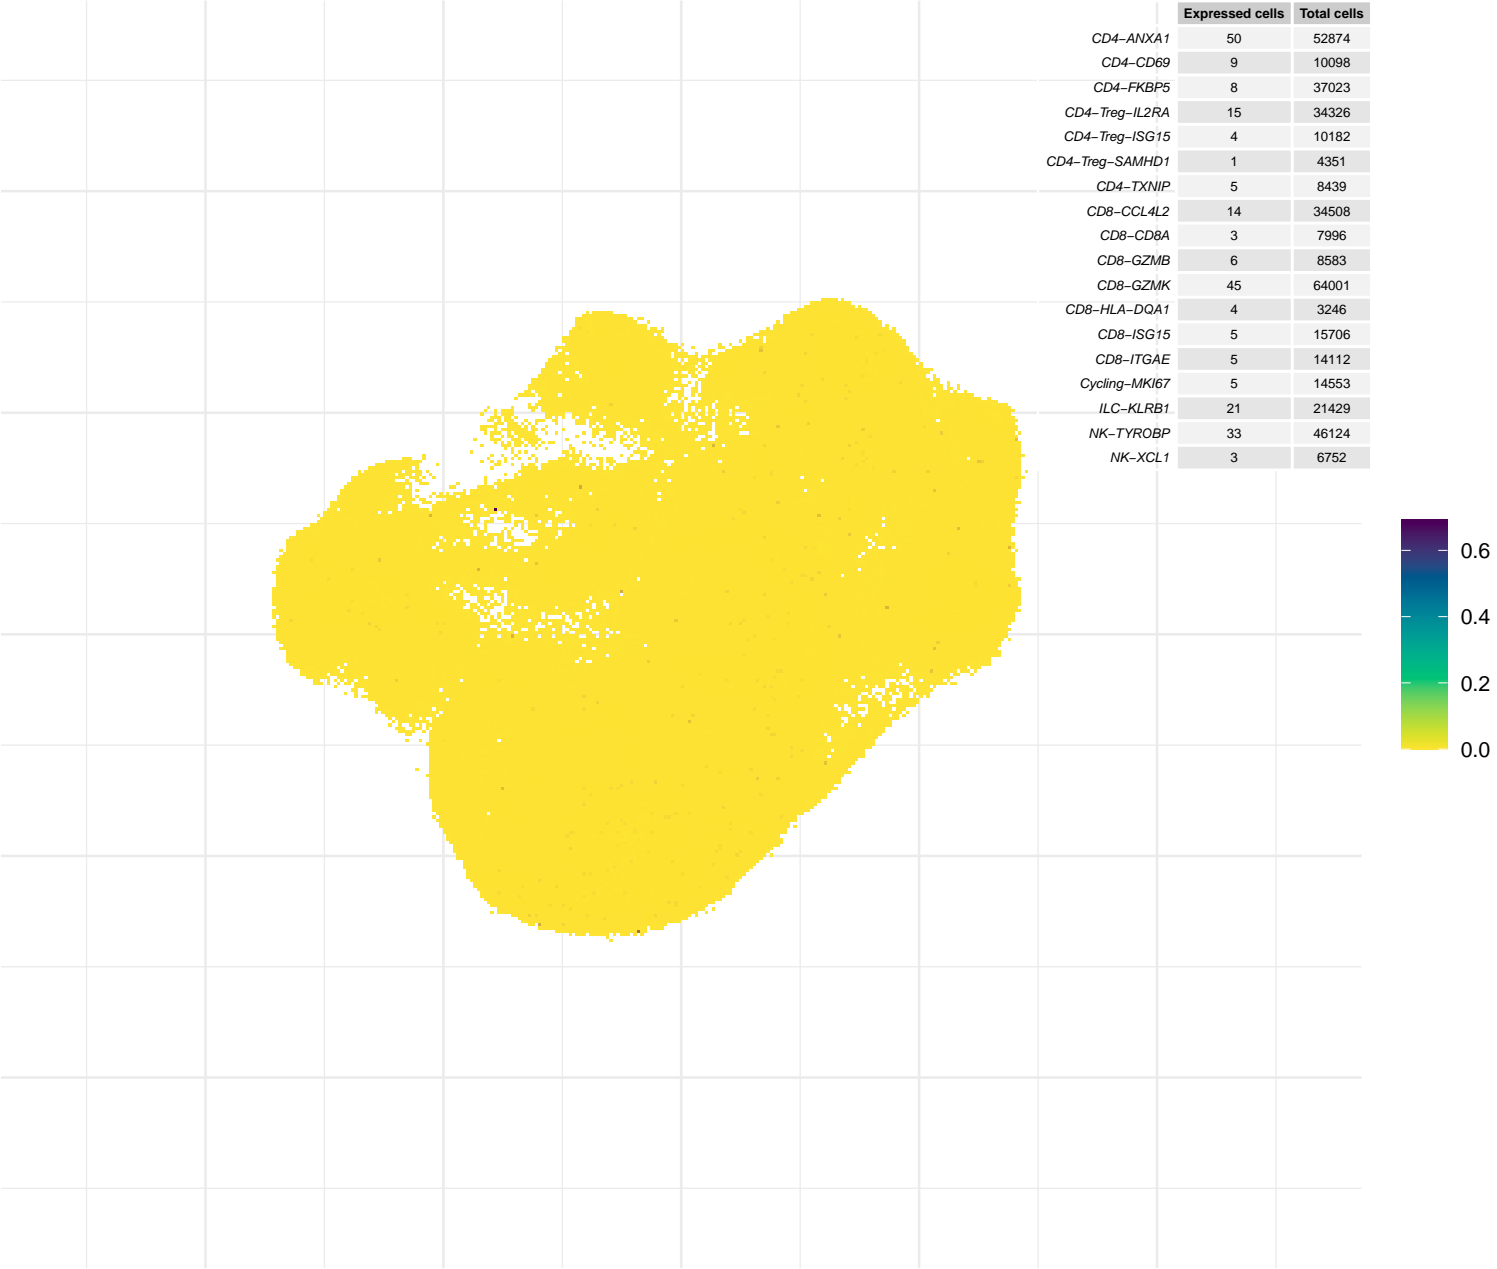 Expressed cells Total cells
CD4−ANXA1 50 52874
CD4−CD69 9 10098
CD4−FKBP5 8 37023
CD4−Treg−IL2RA 15 34326
CD4−Treg−ISG15 4 10182
CD4−Treg−SAMHD1 1 4351
CD4−TXNIP 5 8439
CD8−CCL4L2 14 34508
CD8−CD8A 3 7996
CD8−GZMB 6 8583
CD8−GZMK 45 64001
CD8−HLA−DQA1 4 3246
CD8−ISG15 5 15706
CD8−ITGAE 5 14112
Cycling−MKI67 5 14553
ILC−KLRB1 21 21429
NK−TYROBP 33 46124
NK−XCL1 3 6752
0.6
0.4
0.2
0.0